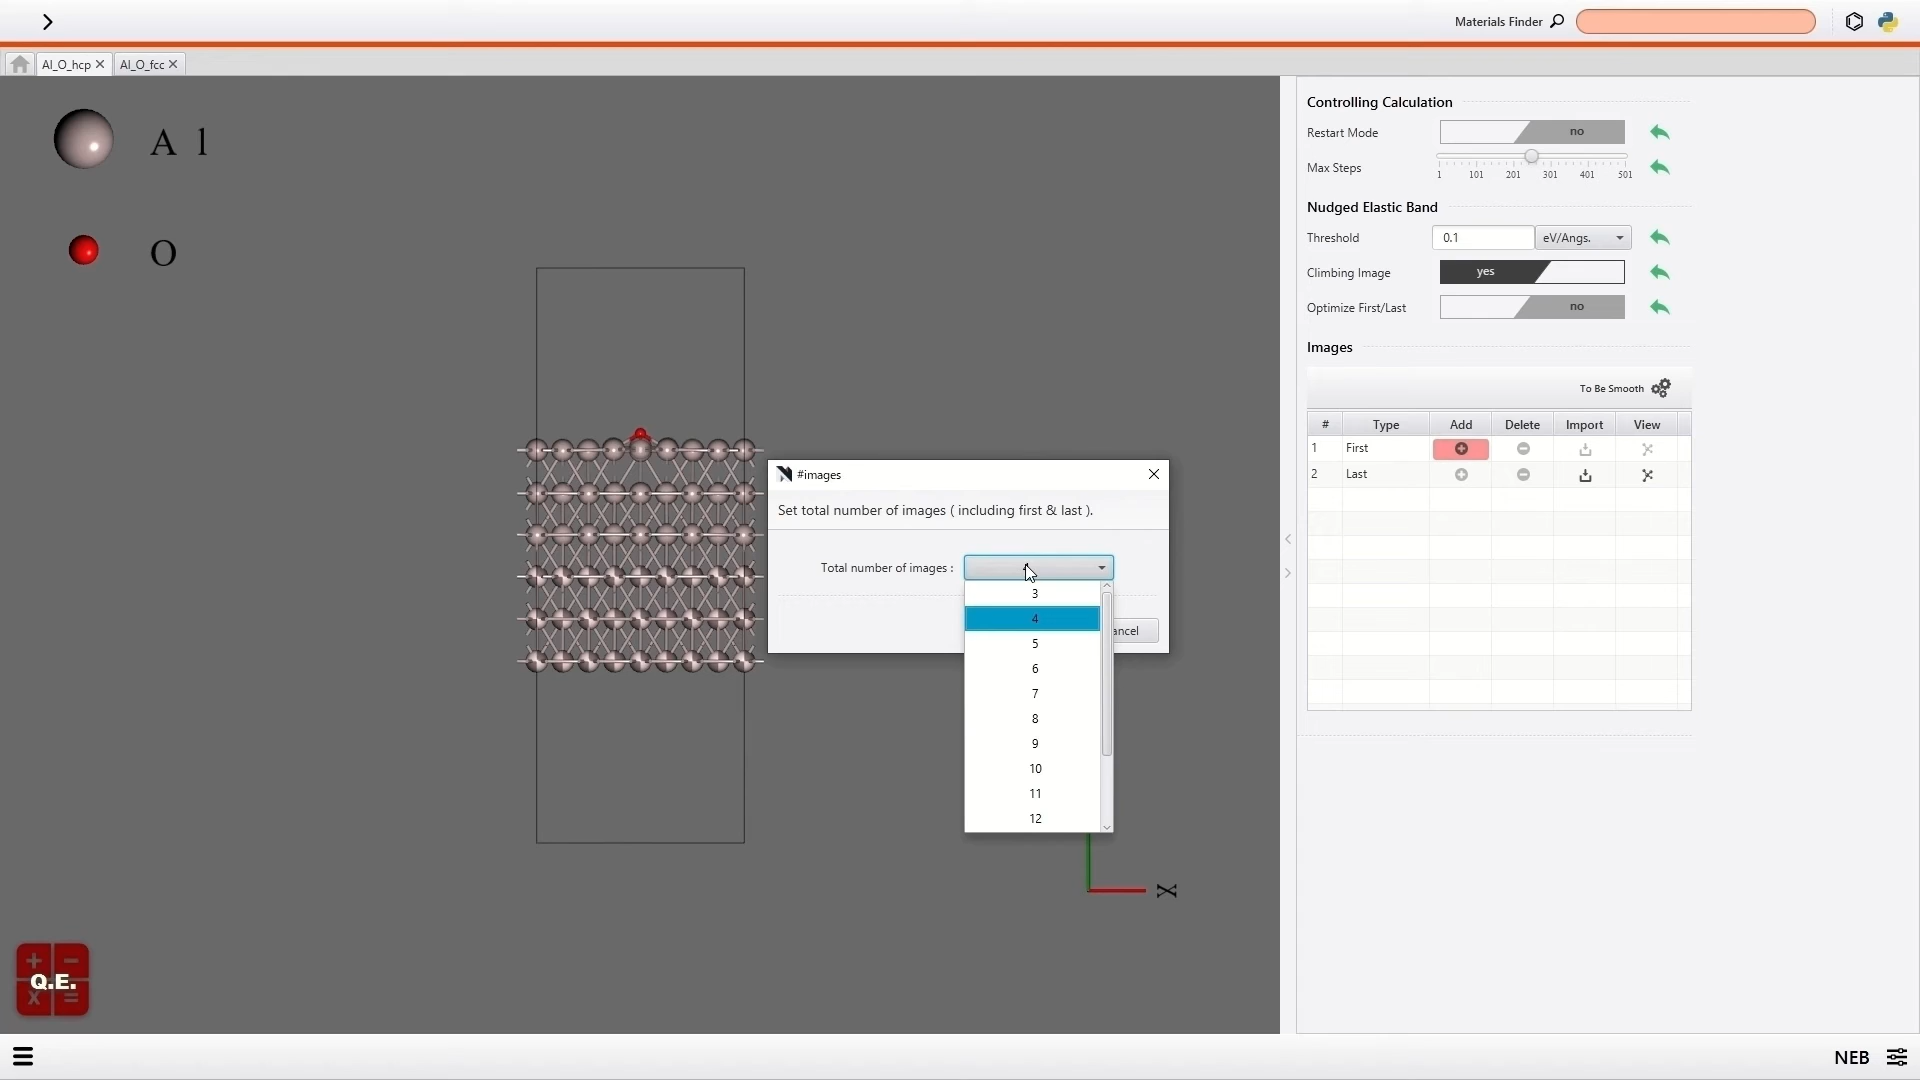 Materials Finder
Al_O_hcp
Al_O_fcc
A l
O
Controlling Calculation
Restart Mode
no
Max Steps
1 101 201 301 401 501
Nudged Elastic Band
Threshold
0.1
eV/Angs.
Climbing Image
yes
Optimize First/Last
no
Images
To Be Smooth
# Type Add Delete Import View
1 First
2 Last
#images
Set total number of images ( including first & last ).
Total number of images :
3
4
5
6
7
8
9
10
11
12
Q.E.
NEB